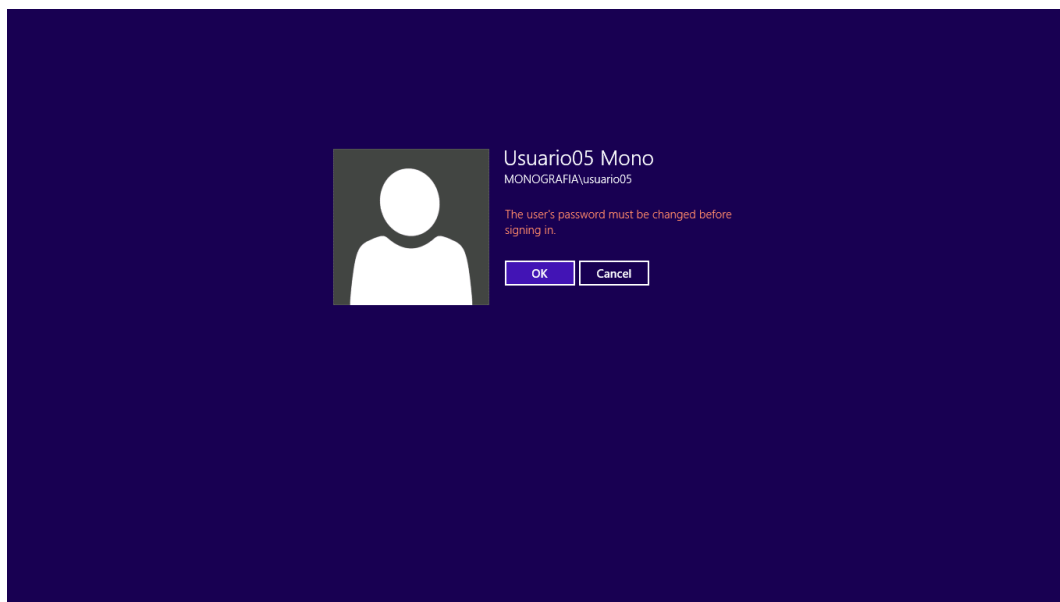 Usuario05 Mono
MONOGRAFIA\usuario05
The user's password must be changed before
signing in.
OK
Cancel